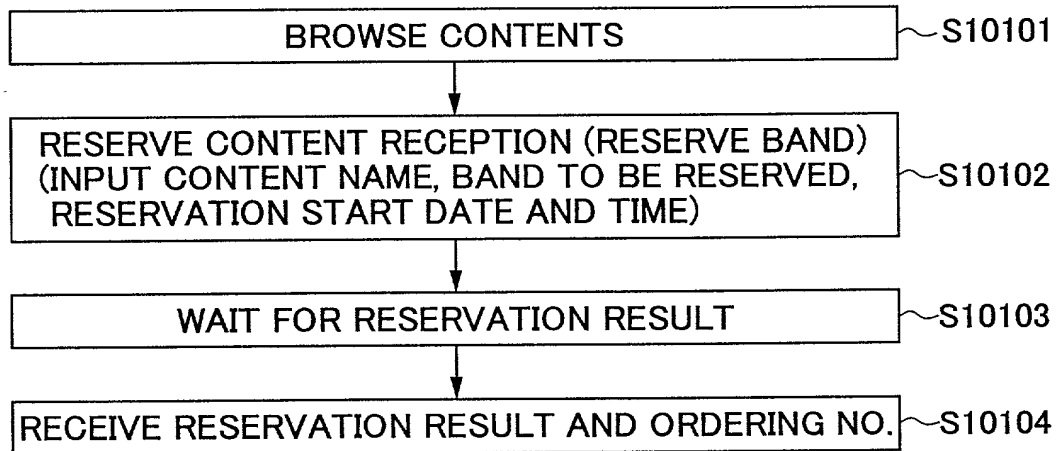 BROWSE CONTENTS
S10101
RESERVE CONTENT RECEPTION (RESERVE BAND)
(INPUT CONTENT NAME, BAND TO BE RESERVED,
RESERVATION START DATE AND TIME)
S10102
WAIT FOR RESERVATION RESULT
S10103
RECEIVE RESERVATION RESULT AND ORDERING NO.
S10104